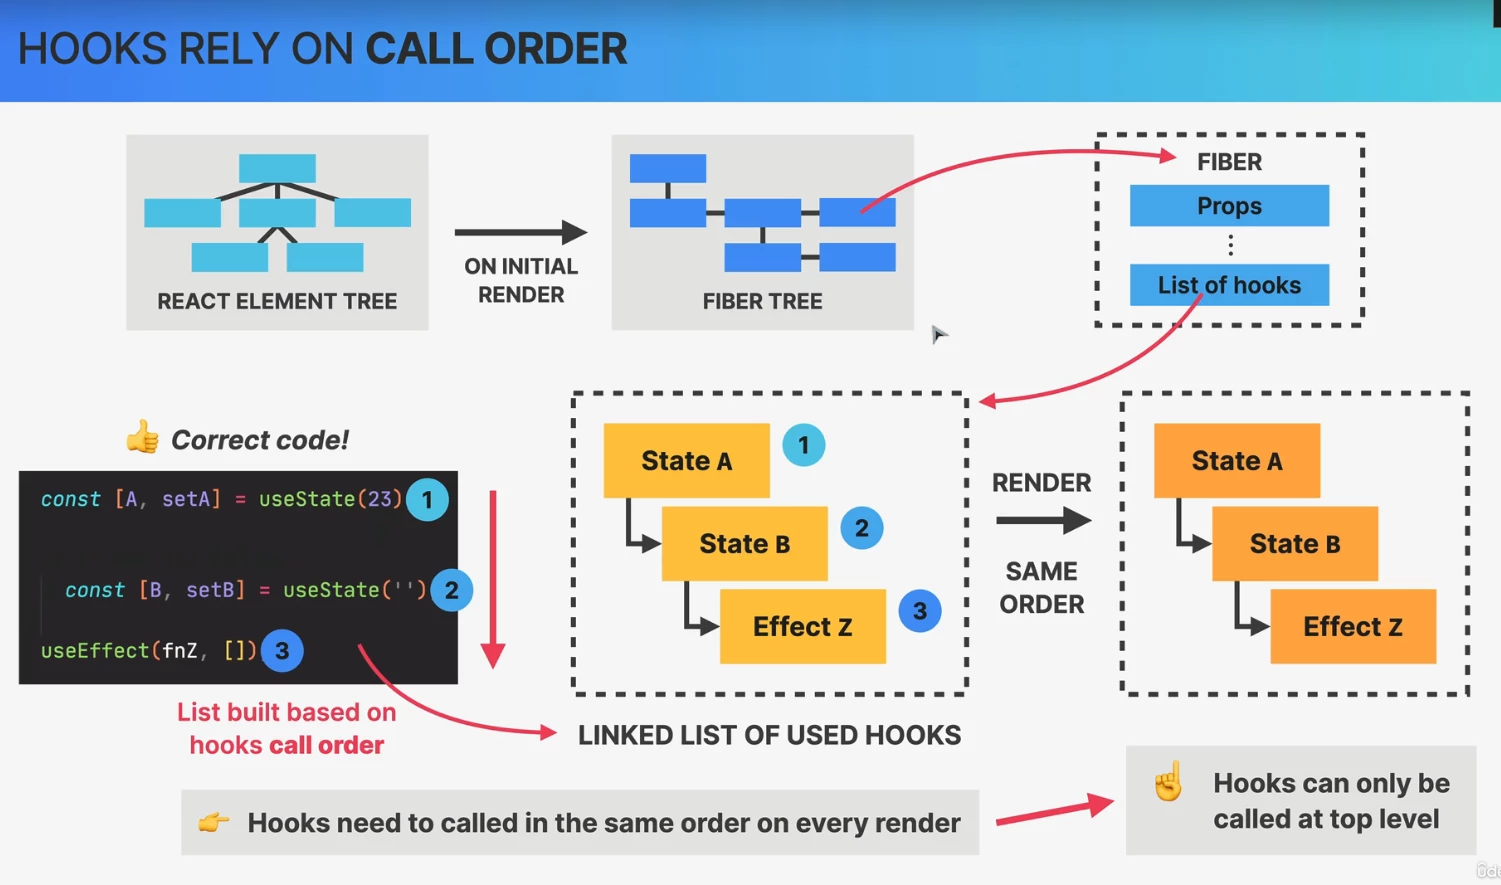 HOOKS RELY ON CALL ORDER
REACT ELEMENT TREE
ON INITIAL
RENDER
FIBER TREE
FIBER
Props
List of hooks
Correct code!
const [A, setA] = useState(23) 1
const [B, setB] = useState('') 2
useEffect(fnZ, []) 3
List built based on
hooks call order
State A 1
State B 2
Effect Z 3
LINKED LIST OF USED HOOKS
RENDER
SAME
ORDER
State A
State B
Effect Z
Hooks need to called in the same order on every render
Hooks can only be
called at top level